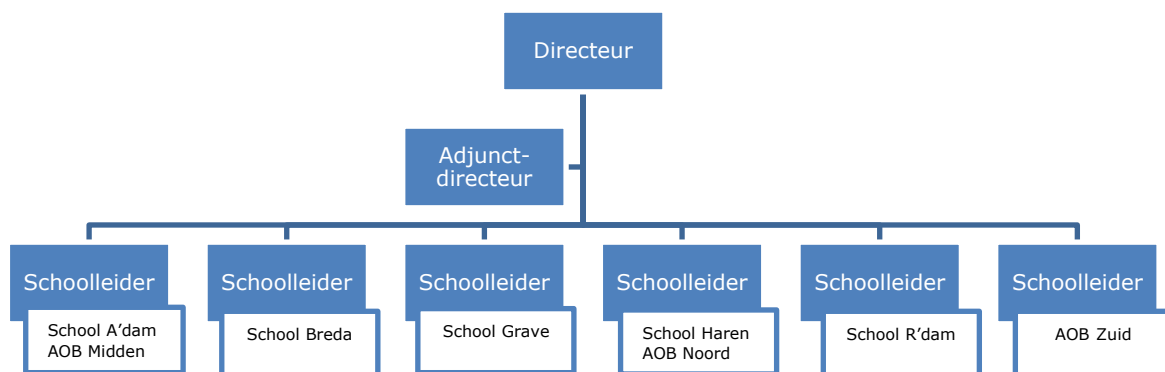 Directeur
Adjunct-
directeur
Schoolleider
School A'dam
AOB Midden
Schoolleider
School Breda
Schoolleider
School Grave
Schoolleider
School Haren
AOB Noord
Schoolleider
School R'dam
Schoolleider
AOB Zuid